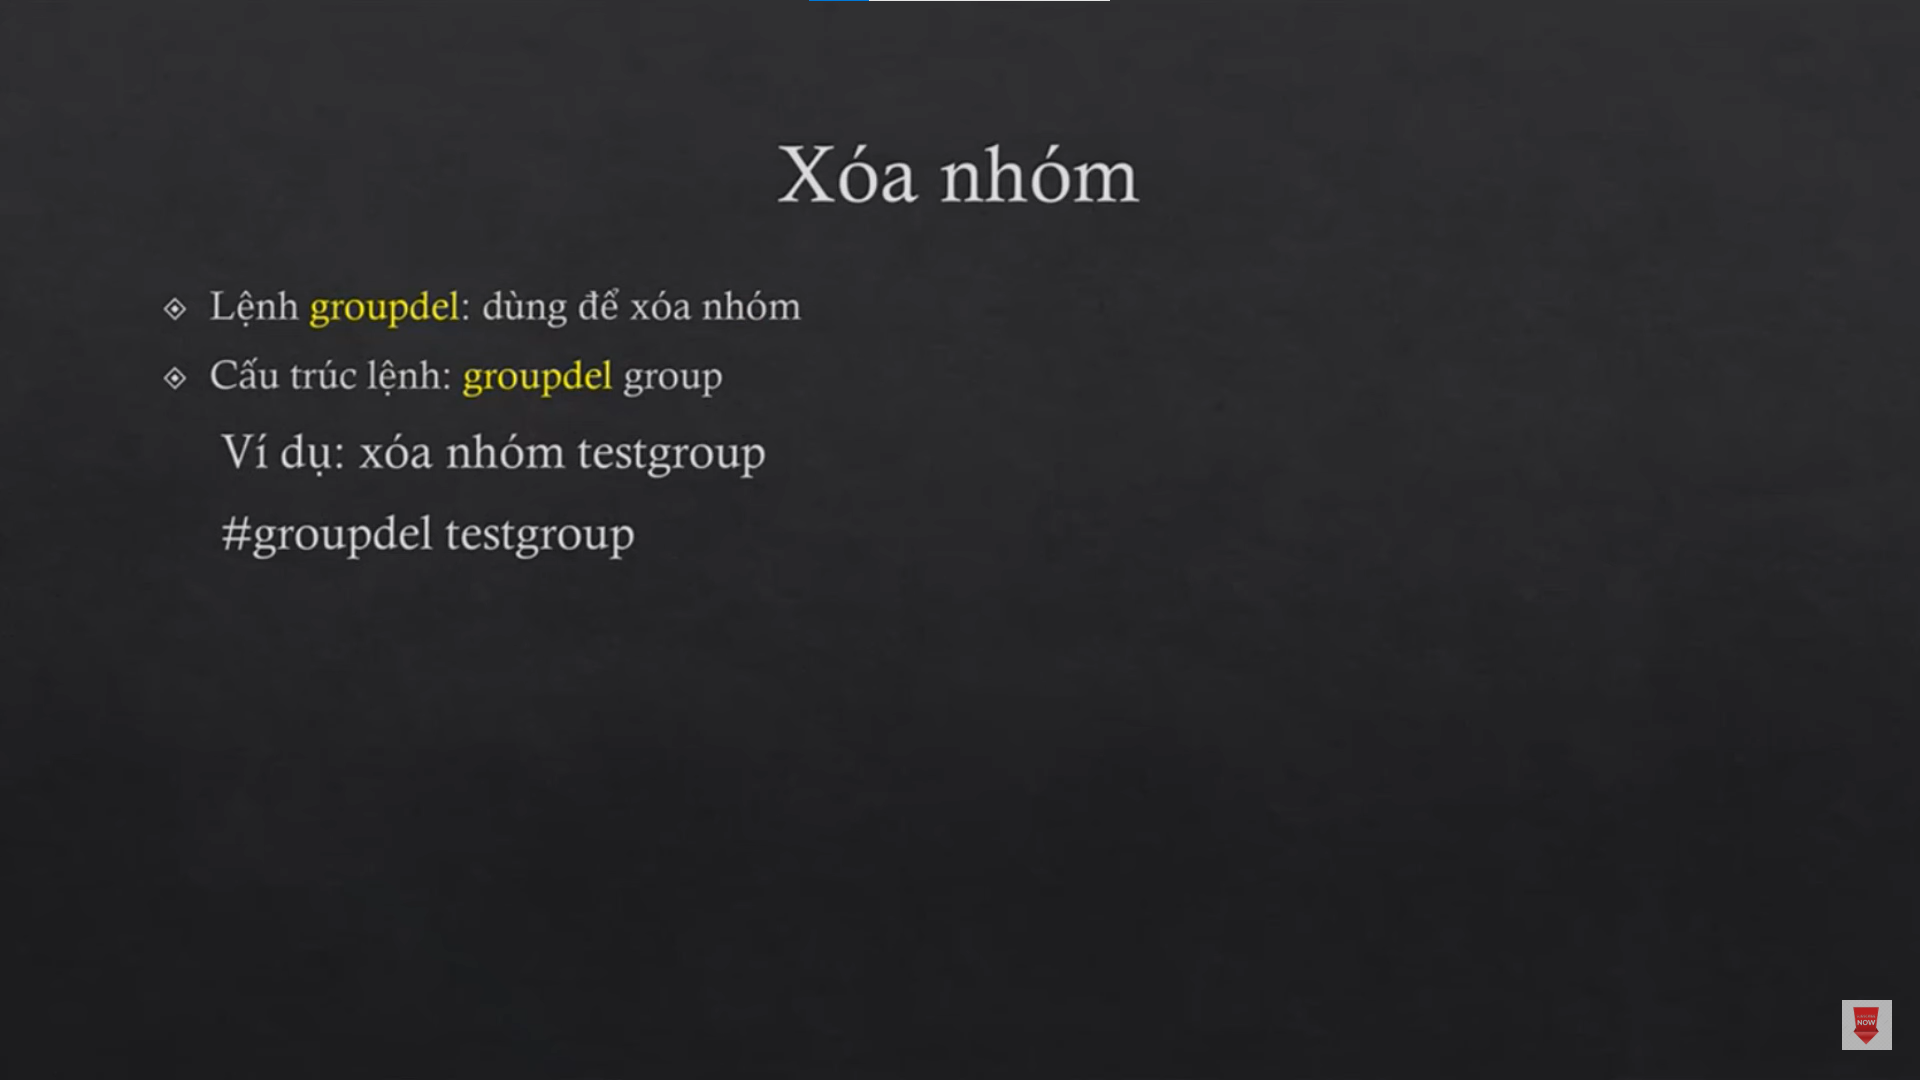 Xóa nhóm
Lệnh groupdel: dùng để xóa nhóm
Cấu trúc lệnh: groupdel group
Ví dụ: xóa nhóm testgroup
#groupdel testgroup
NOW